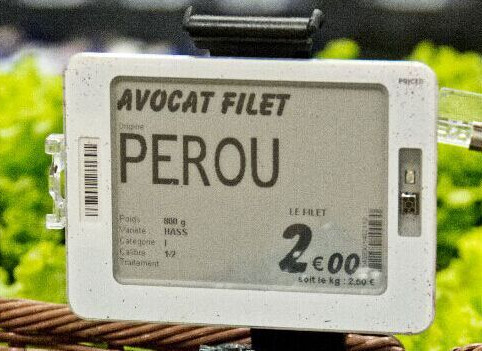 PRICER
AVOCAT FILET
Origine
PEROU
LE FILET
Poids 800 g
Variété HASS
Catégorie I
Calibre 1/2
Traitement
2 €00
soit le kg : 2,50 €